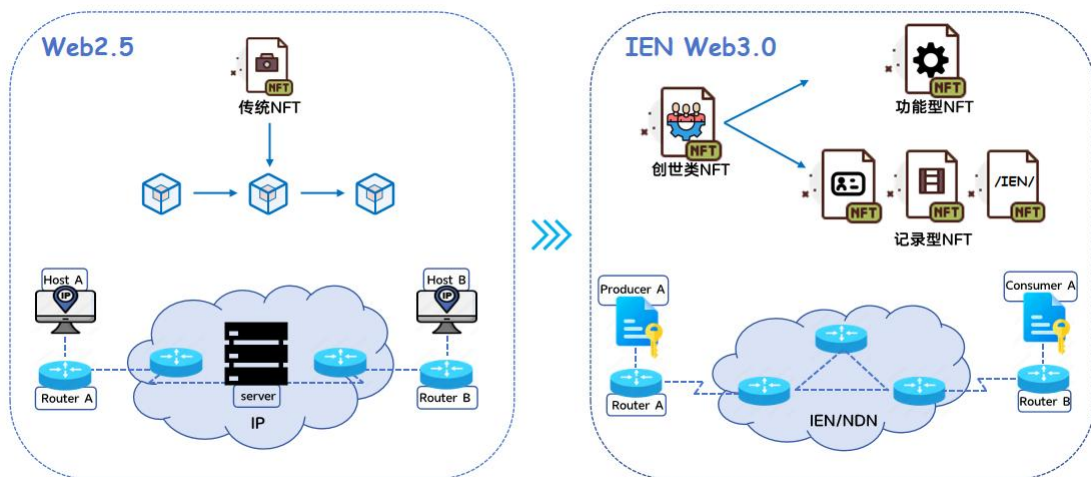 Web2.5
NFT
传统NFT
Host A
IP
Host B
IP
Router A
server
Router B
IP
IEN Web3.0
NFT
功能型NFT
NFT
创世类NFT
NFT
NFT
/IEN/
NFT
记录型NFT
Producer A
Consumer A
Router A
IEN/NDN
Router B